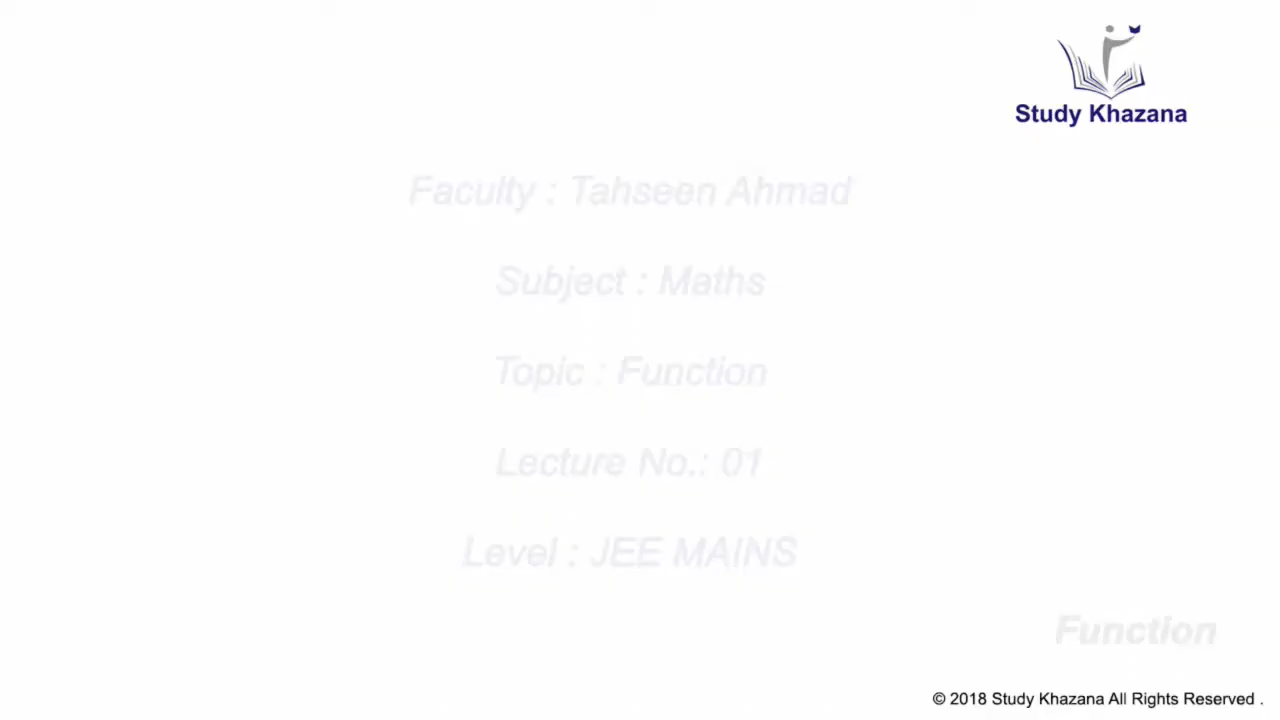 Study Khazana
Faculty : Tahseen Ahmad
Subject : Maths
Topic : Function
Lecture No.: 01
Level : JEE MAINS
Function
© 2018 Study Khazana All Rights Reserved .